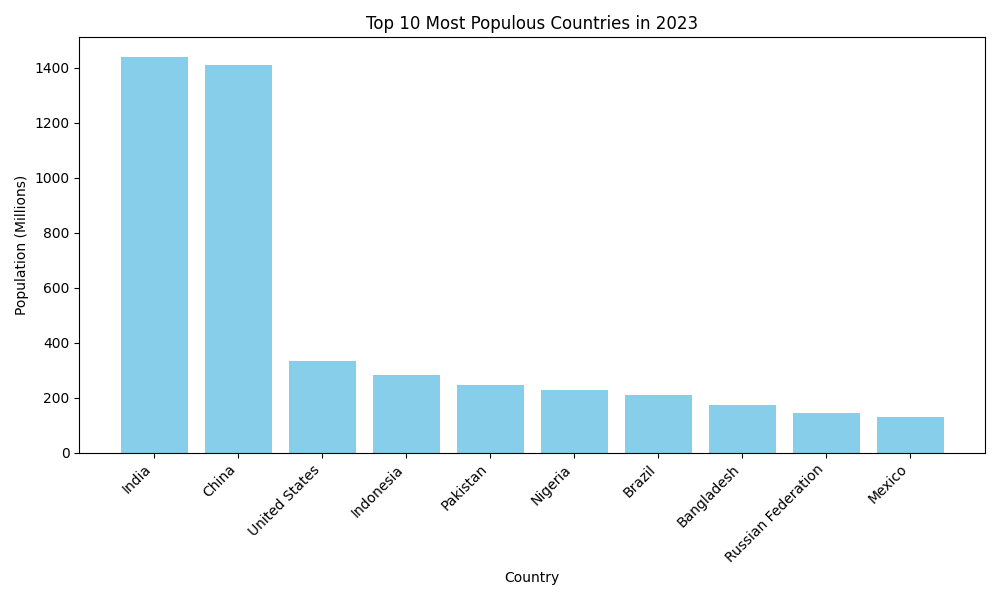 Top 10 Most Populous Countries in 2023
Population (Millions)
1400
1200
1000
800
600
400
200
0
India
China
United States
Indonesia
Pakistan
Nigeria
Brazil
Bangladesh
Russian Federation
Mexico
Country